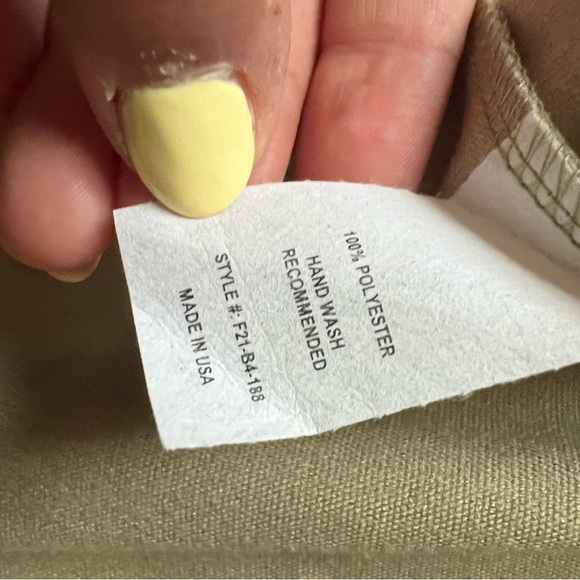 100% POLYESTER
HAND WASH
RECOMMENDED
STYLE #: F21-B4-188
MADE IN USA